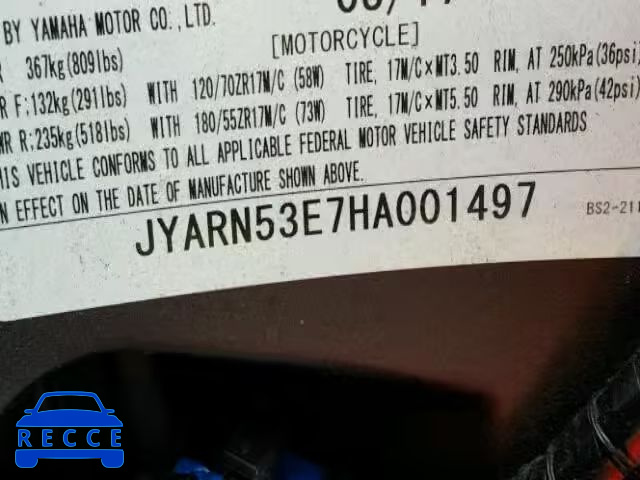 BY YAMAHA MOTOR CO.,LTD.
[MOTORCYCLE]
R 367kg(809lbs)
R F:132kg(291lbs) WITH 120/70ZR17M/C (58W) TIRE, 17M/C×MT3.50 RIM, AT 250kPa(36psi)
WR R:235kg(518lbs) WITH 180/55ZR17M/C (73W) TIRE, 17M/C×MT5.50 RIM, AT 290kPa(42psi)
HIS VEHICLE CONFORMS TO ALL APPLICABLE FEDERAL MOTOR VEHICLE SAFETY STANDARDS
N EFFECT ON THE DATE OF MANUFACTURE SHOWN ABOVE.
JYARN53E7HA001497
BS2-211
RECCE